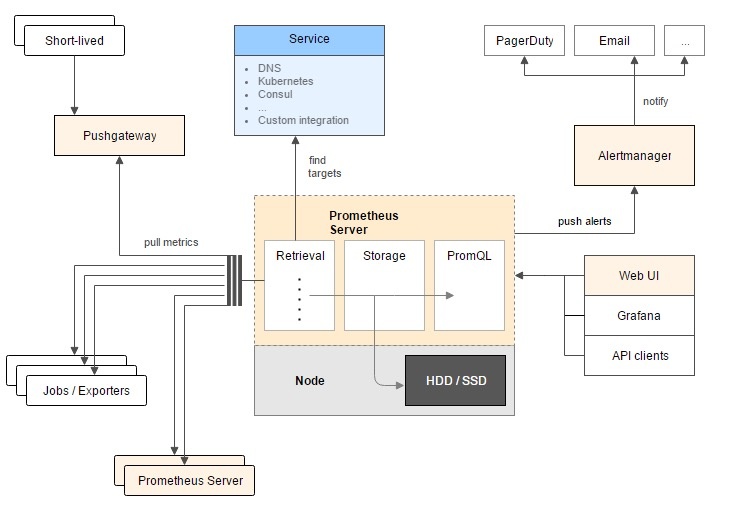 Short-lived
Service
DNS
Kubernetes
Consul
...
Custom integration
PagerDuty
Email
...
notify
Pushgateway
Alertmanager
find
targets
pull metrics
Prometheus
Server
push alerts
Retrieval
Storage
PromQL
Web UI
Grafana
API clients
Jobs / Exporters
Node
HDD / SSD
Prometheus Server